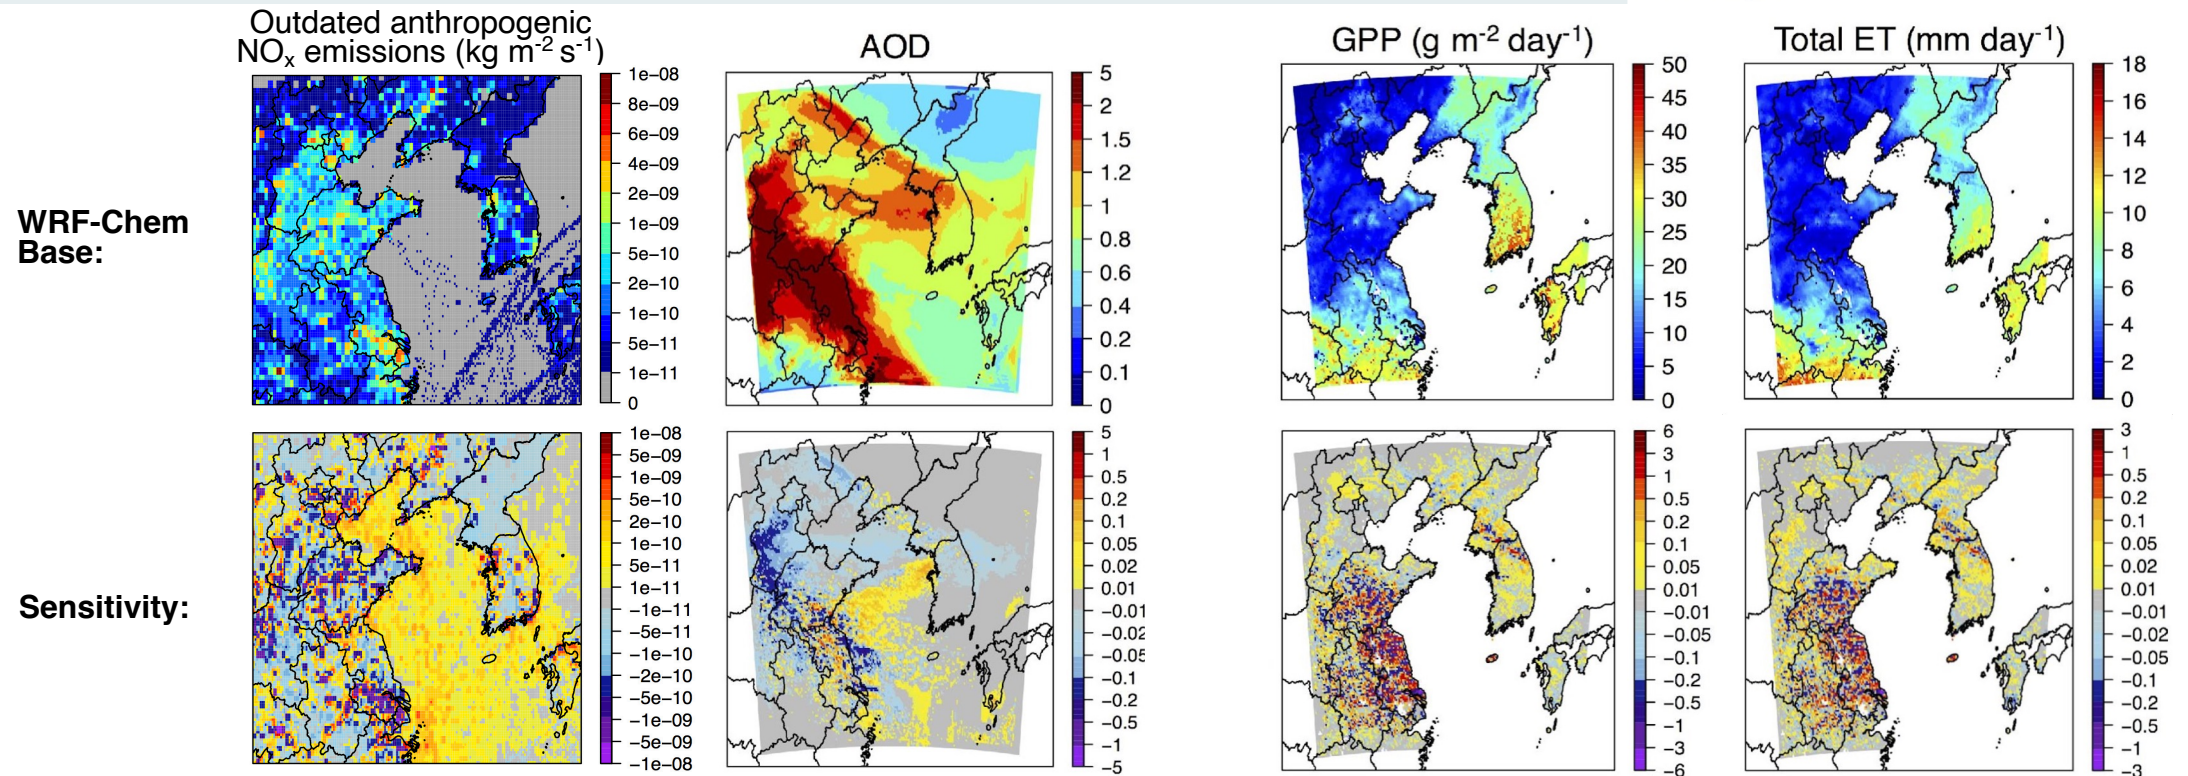 Outdated anthropogenic
NOx emissions (kg m-2 s-1)
AOD
GPP (g m-2 day-1)
Total ET (mm day-1)
WRF-Chem
Base:
1e−08
8e−09
6e−09
4e−09
2e−09
1e−09
5e−10
2e−10
1e−10
5e−11
1e−11
0
5
2
1.5
1.2
1
0.8
0.6
0.4
0.2
0.1
0
50
45
40
35
30
25
20
15
10
5
0
18
16
14
12
10
8
6
4
2
0
Sensitivity:
1e−08
5e−09
1e−09
5e−10
2e−10
1e−10
5e−11
1e−11
−1e−11
−5e−11
−1e−10
−2e−10
−5e−10
−1e−09
−5e−09
−1e−08
5
1
0.5
0.2
0.1
0.05
0.02
0.01
−0.01
−0.02
−0.05
−0.1
−0.2
−0.5
−1
−5
6
3
1
0.5
0.2
0.1
0.05
0.01
−0.01
−0.05
−0.1
−0.2
−0.5
−1
−3
−6
3
1
0.5
0.2
0.1
0.05
0.02
0.01
−0.01
−0.02
−0.05
−0.1
−0.2
−0.5
−1
−3